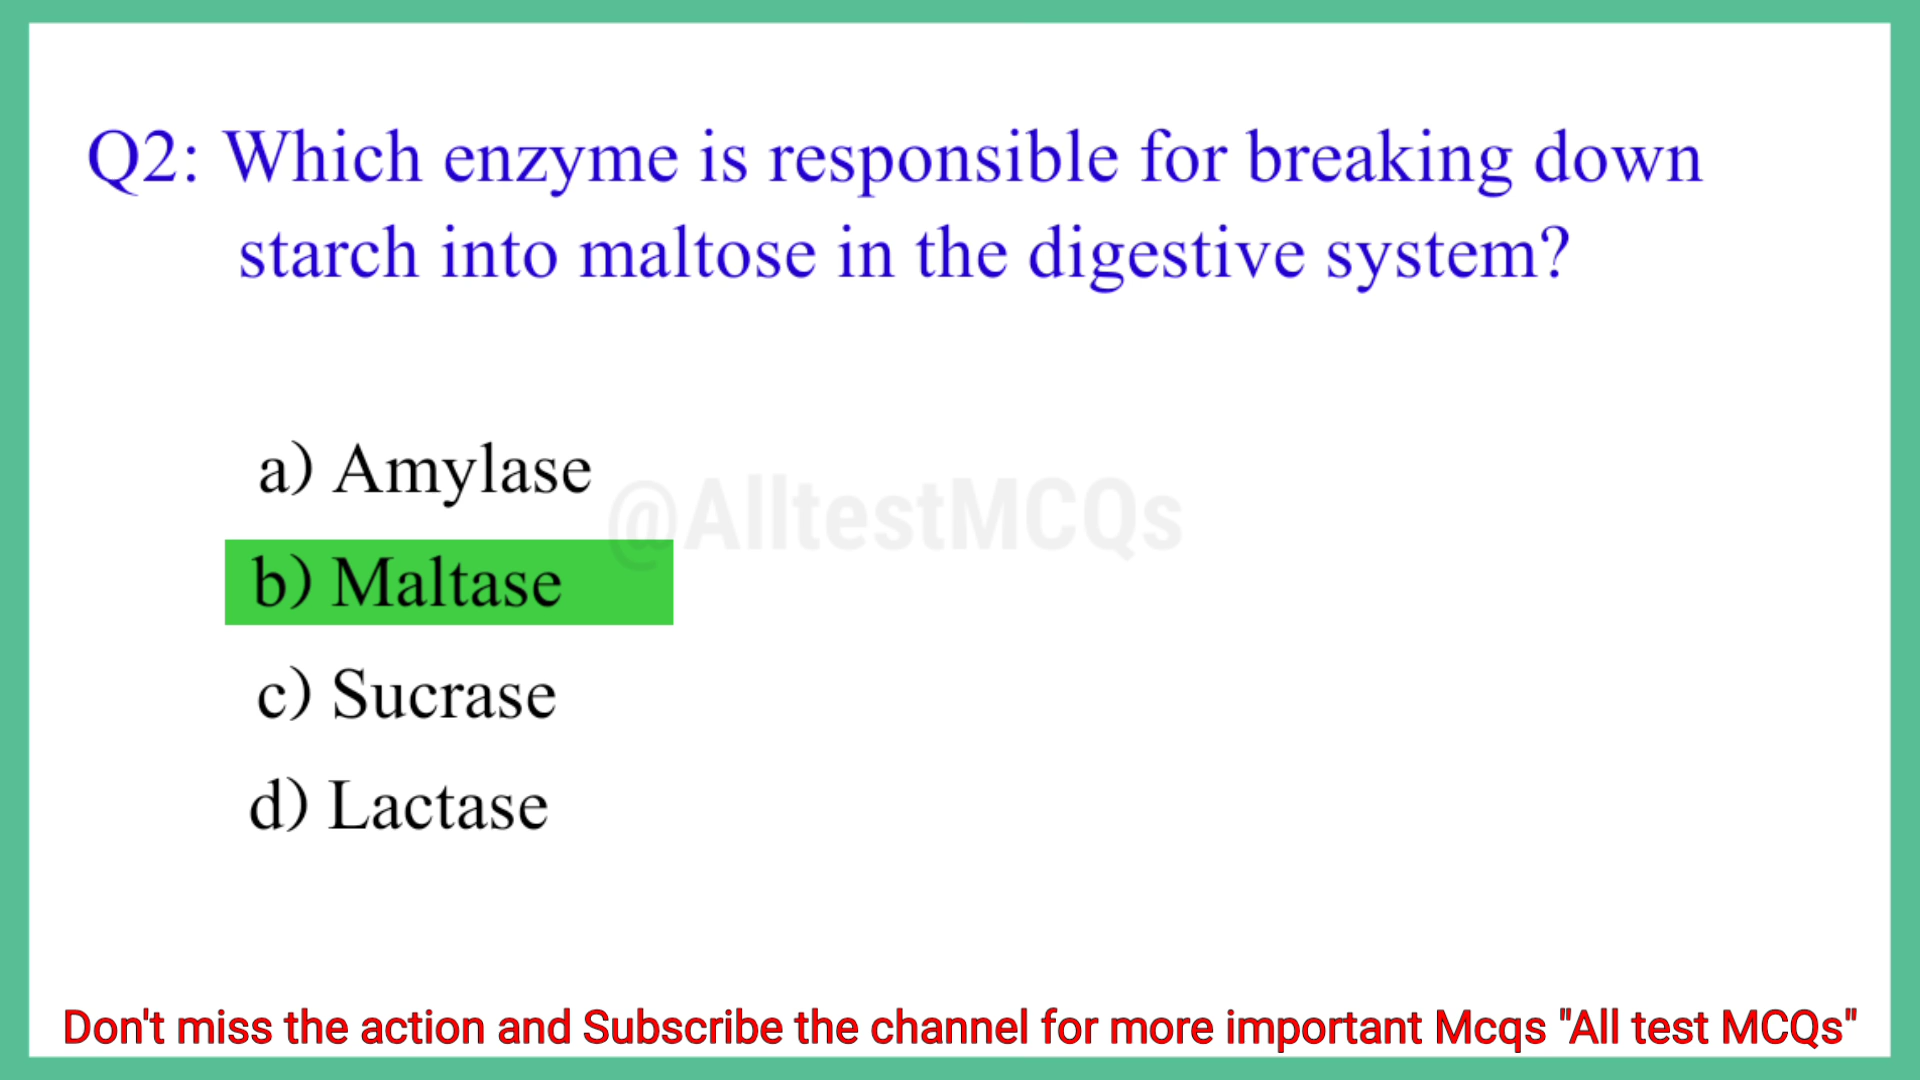 Q2: Which enzyme is responsible for breaking down
starch into maltose in the digestive system?
a) Amylase
@AlltestMCQs
b) Maltase
c) Sucrase
d) Lactase
Don't miss the action and Subscribe the channel for more important Mcqs "All test MCQs"